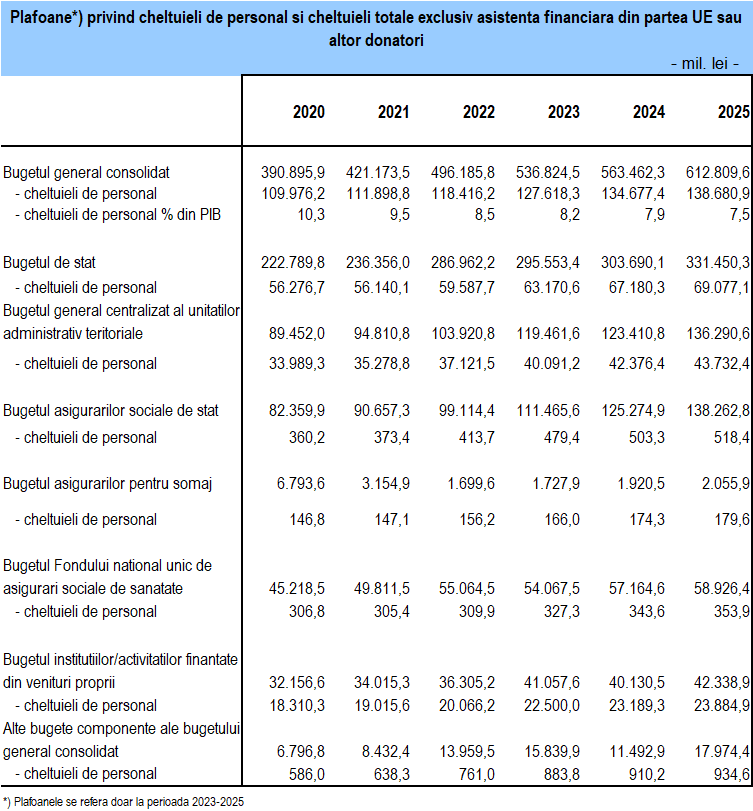 Plafoane*) privind cheltuieli de personal si cheltuieli totale exclusiv asistenta financiara din partea UE sau
altor donatori
- mil. lei -
2020 2021 2022 2023 2024 2025
Bugetul general consolidat 390.895,9 421.173,5 496.185,8 536.824,5 563.462,3 612.809,6
- cheltuieli de personal 109.976,2 111.898,8 118.416,2 127.618,3 134.677,4 138.680,9
- cheltuieli de personal % din PIB 10,3 9,5 8,5 8,2 7,9 7,5
Bugetul de stat 222.789,8 236.356,0 286.962,2 295.553,4 303.690,1 331.450,3
- cheltuieli de personal 56.276,7 56.140,1 59.587,7 63.170,6 67.180,3 69.077,1
Bugetul general centralizat al unitatilor
administrativ teritoriale 89.452,0 94.810,8 103.920,8 119.461,6 123.410,8 136.290,6
- cheltuieli de personal 33.989,3 35.278,8 37.121,5 40.091,2 42.376,4 43.732,4
Bugetul asigurarilor sociale de stat 82.359,9 90.657,3 99.114,4 111.465,6 125.274,9 138.262,8
- cheltuieli de personal 360,2 373,4 413,7 479,4 503,3 518,4
Bugetul asigurarilor pentru somaj 6.793,6 3.154,9 1.699,6 1.727,9 1.920,5 2.055,9
- cheltuieli de personal 146,8 147,1 156,2 166,0 174,3 179,6
Bugetul Fondului national unic de
asigurari sociale de sanatate 45.218,5 49.811,5 55.064,5 54.067,5 57.164,6 58.926,4
- cheltuieli de personal 306,8 305,4 309,9 327,3 343,6 353,9
Bugetul institutiilor/activitatilor finantate
din venituri proprii 32.156,6 34.015,3 36.305,2 41.057,6 40.130,5 42.338,9
- cheltuieli de personal 18.310,3 19.015,6 20.066,2 22.500,0 23.189,3 23.884,9
Alte bugete componente ale bugetului
general consolidat 6.796,8 8.432,4 13.959,5 15.839,9 11.492,9 17.974,4
- cheltuieli de personal 586,0 638,3 761,0 883,8 910,2 934,6
*) Plafoanele se refera doar la perioada 2023-2025